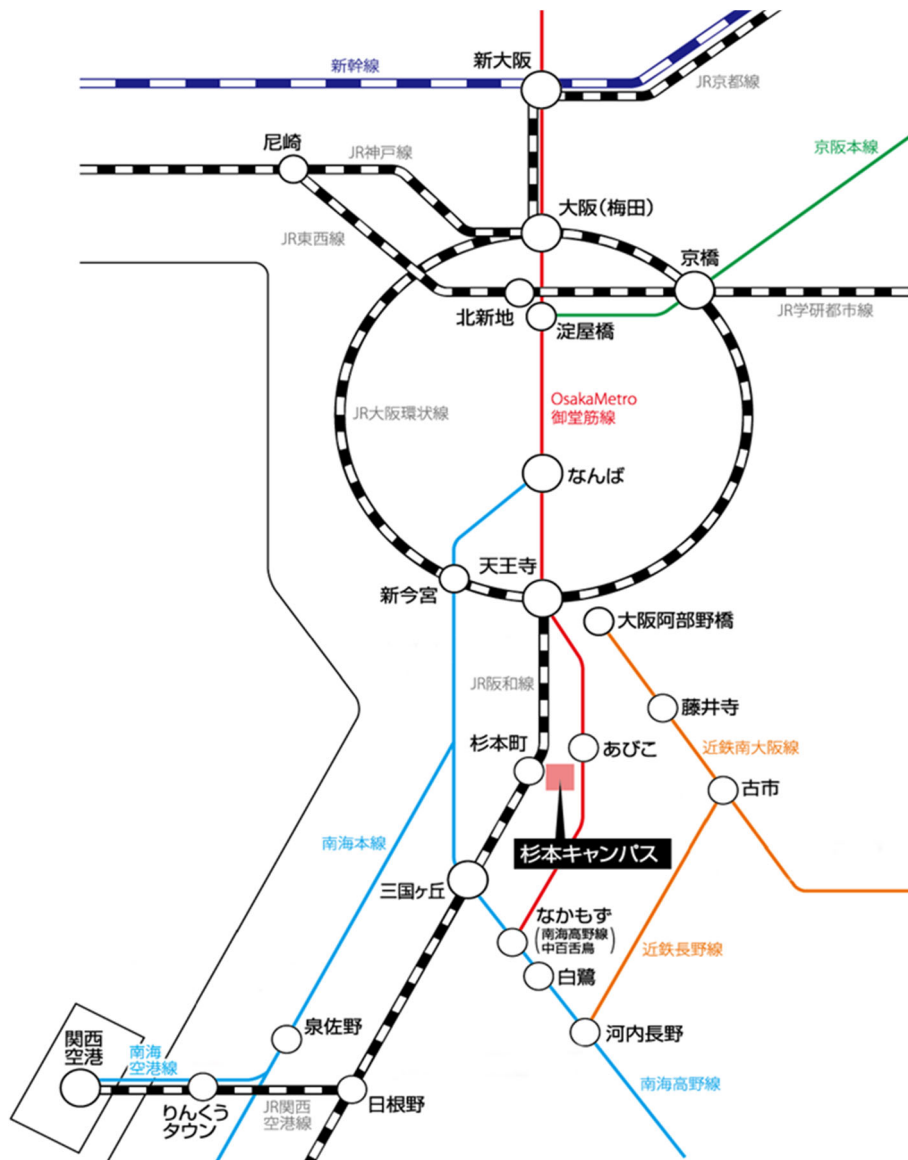 新大阪
新幹線
JR京都線
尼崎
JR神戸線
京阪本線
大阪(梅田)
JR東西線
京橋
北新地
JR学研都市線
淀屋橋
OsakaMetro
御堂筋線
JR大阪環状線
なんば
天王寺
新今宮
大阪阿部野橋
JR阪和線
藤井寺
杉本町
あびこ
近鉄南大阪線
古市
南海本線
杉本キャンパス
三国ヶ丘
なかもず
(南海高野線
中百舌鳥)
近鉄長野線
白鷺
泉佐野
河内長野
関西
空港
南海
空港線
南海高野線
りんくう
タウン
JR関西
空港線
日根野